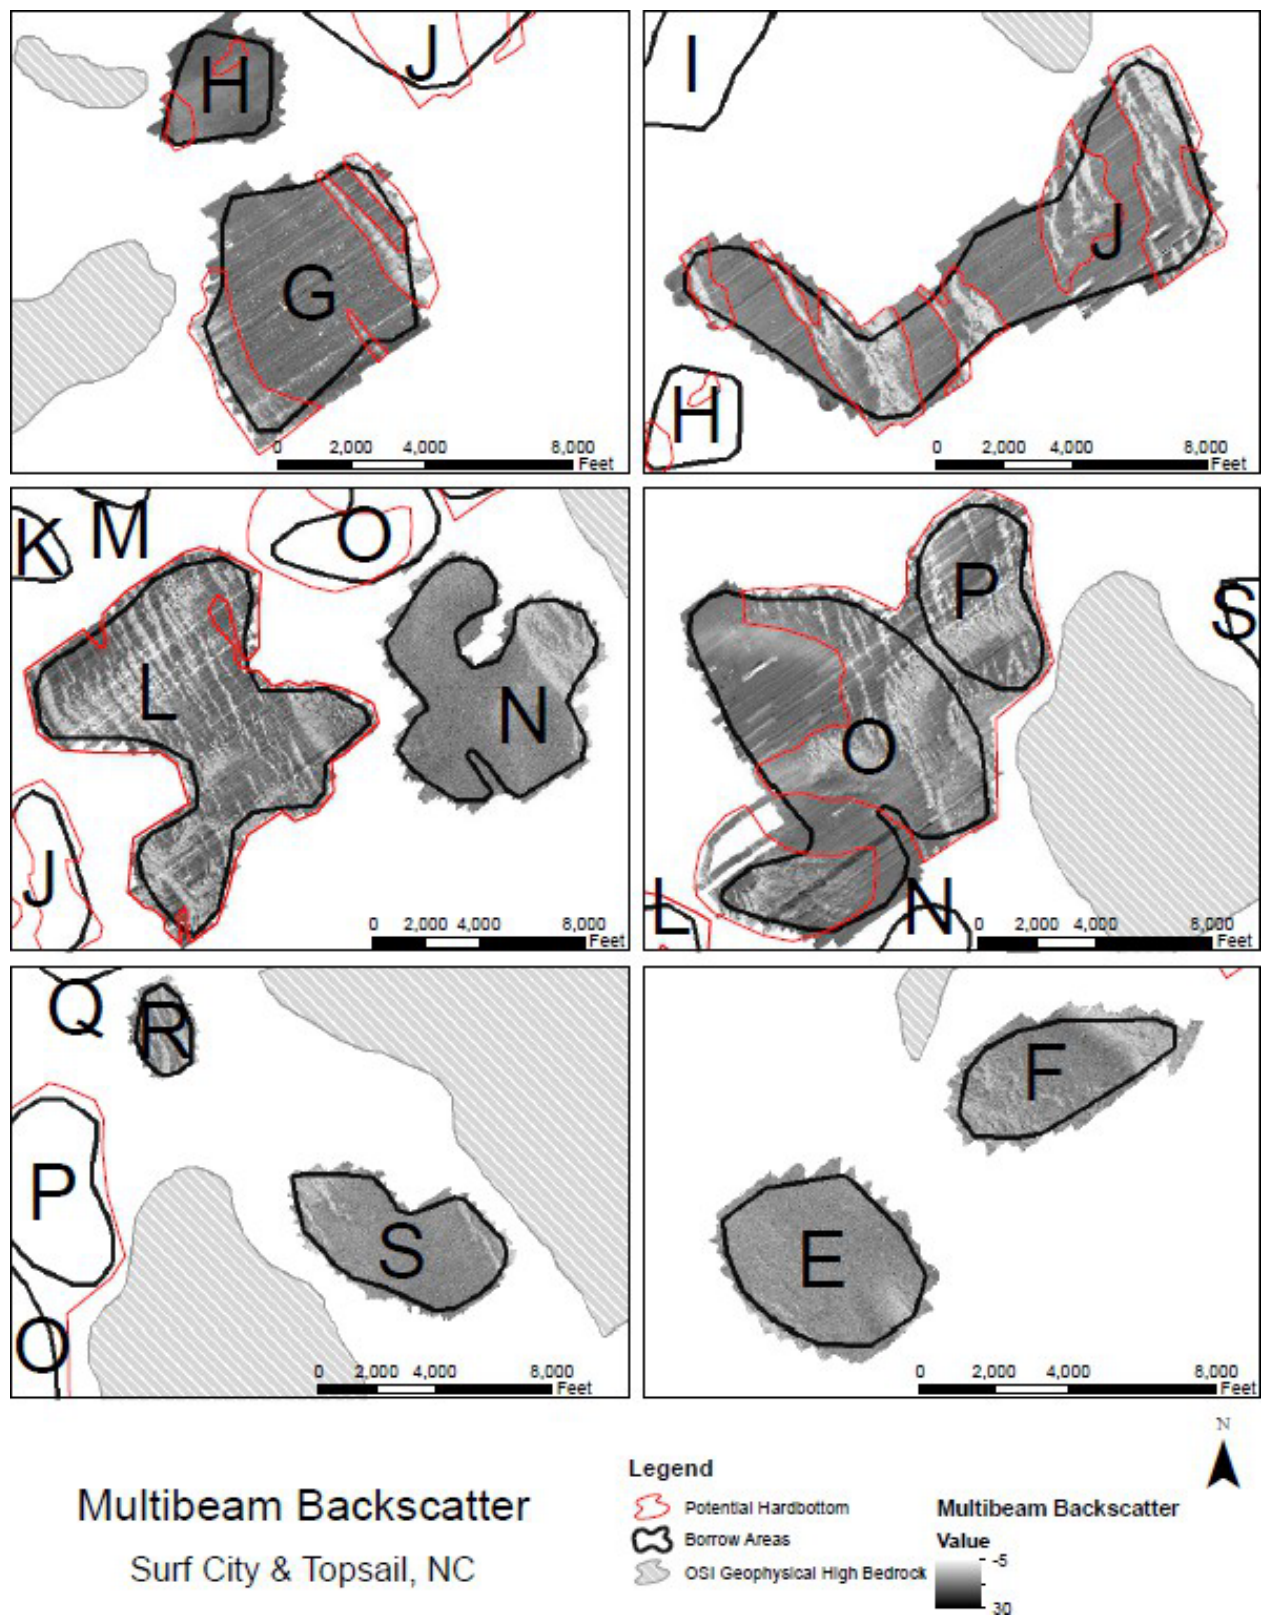 H
J
G
0 2,000 4,000 8,000
Feet
I
J
H
0 2,000 4,000 8,000
Feet
K
M
O
L
N
J
0 2,000 4,000 8,000
Feet
P
S
O
L
N
0 2,000 4,000 8,000
Feet
Q
R
P
S
O
0 2,000 4,000 8,000
Feet
F
E
0 2,000 4,000 8,000
Feet
N
Multibeam Backscatter
Surf City & Topsail, NC
Legend
Potential Hardbottom
Borrow Areas
OSI Geophysical High Bedrock
Multibeam Backscatter
Value
-5
30